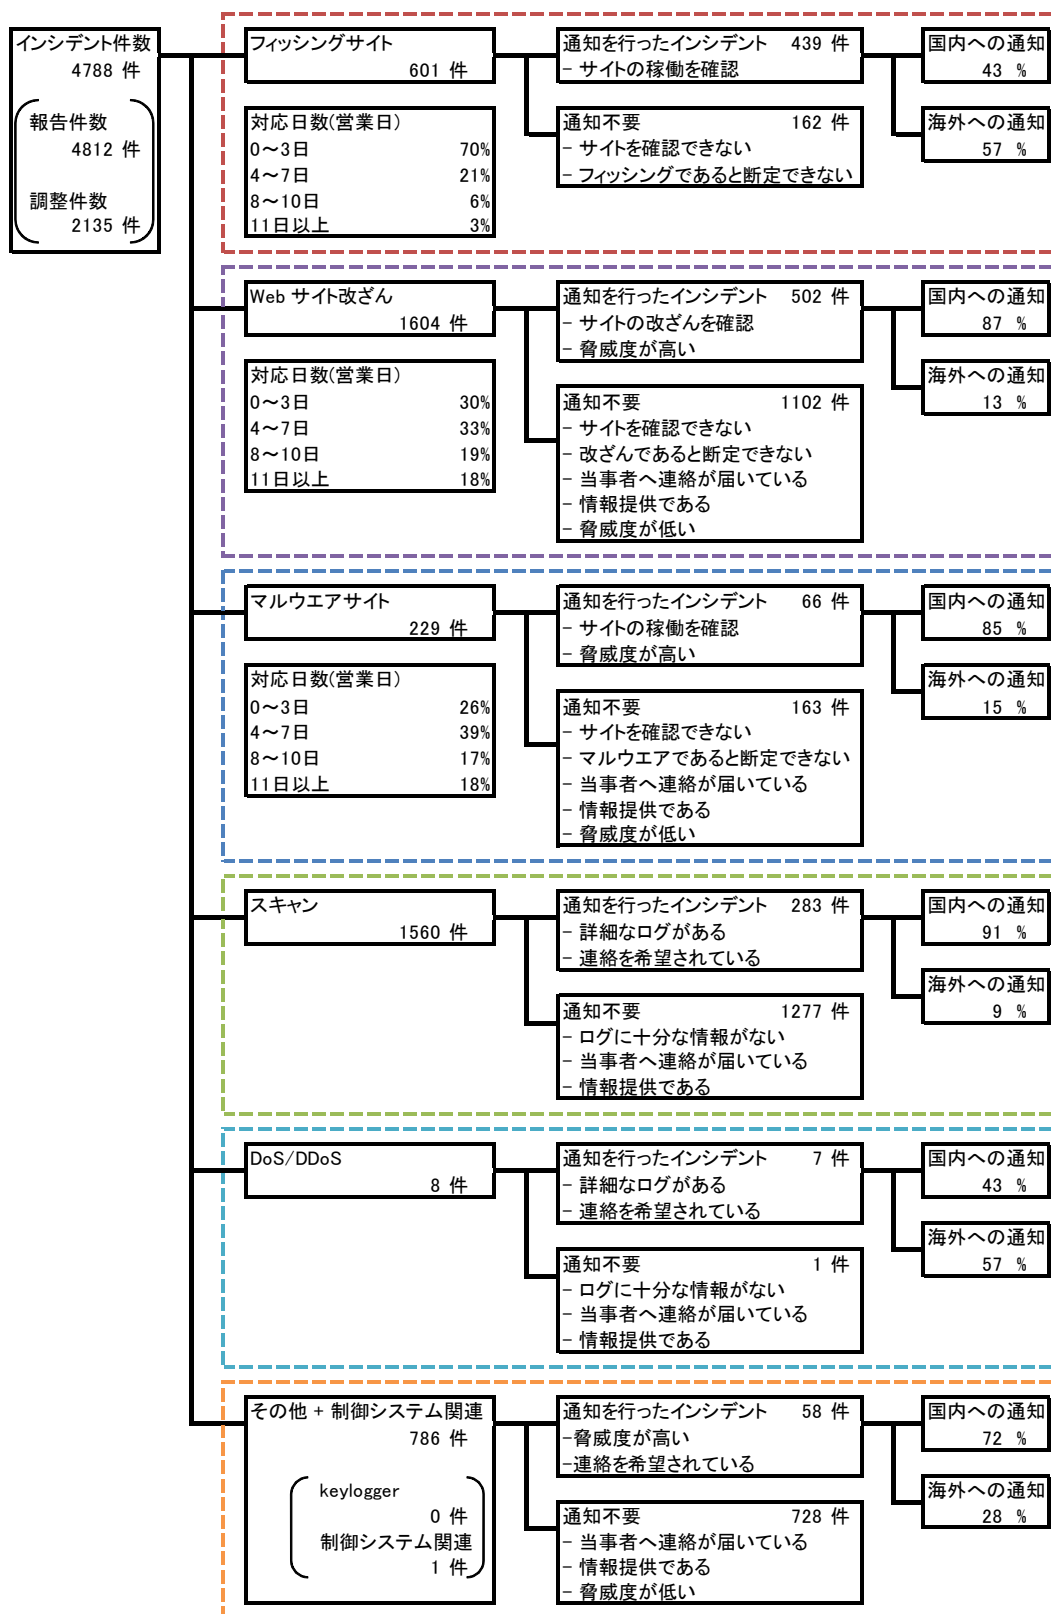 インシデント件数
4788 件
報告件数
4812 件
調整件数
2135 件
フィッシングサイト
601 件
対応日数(営業日)
0～3日 70%
4～7日 21%
8～10日 6%
11日以上 3%
通知を行ったインシデント 439 件
- サイトの稼働を確認
通知不要 162 件
- サイトを確認できない
- フィッシングであると断定できない
国内への通知
43 %
海外への通知
57 %
Web サイト改ざん
1604 件
対応日数(営業日)
0～3日 30%
4～7日 33%
8～10日 19%
11日以上 18%
通知を行ったインシデント 502 件
- サイトの改ざんを確認
- 脅威度が高い
通知不要 1102 件
- サイトを確認できない
- 改ざんであると断定できない
- 当事者へ連絡が届いている
- 情報提供である
- 脅威度が低い
国内への通知
87 %
海外への通知
13 %
マルウエアサイト
229 件
対応日数(営業日)
0～3日 26%
4～7日 39%
8～10日 17%
11日以上 18%
通知を行ったインシデント 66 件
- サイトの稼働を確認
- 脅威度が高い
通知不要 163 件
- サイトを確認できない
- マルウエアであると断定できない
- 当事者へ連絡が届いている
- 情報提供である
- 脅威度が低い
国内への通知
85 %
海外への通知
15 %
スキャン
1560 件
通知を行ったインシデント 283 件
- 詳細なログがある
- 連絡を希望されている
通知不要 1277 件
- ログに十分な情報がない
- 当事者へ連絡が届いている
- 情報提供である
国内への通知
91 %
海外への通知
9 %
DoS/DDoS
8 件
通知を行ったインシデント 7 件
- 詳細なログがある
- 連絡を希望されている
通知不要 1 件
- ログに十分な情報がない
- 当事者へ連絡が届いている
- 情報提供である
国内への通知
43 %
海外への通知
57 %
その他 + 制御システム関連
786 件
keylogger
0 件
制御システム関連
1 件
通知を行ったインシデント 58 件
-脅威度が高い
-連絡を希望されている
通知不要 728 件
- 当事者へ連絡が届いている
- 情報提供である
- 脅威度が低い
国内への通知
72 %
海外への通知
28 %